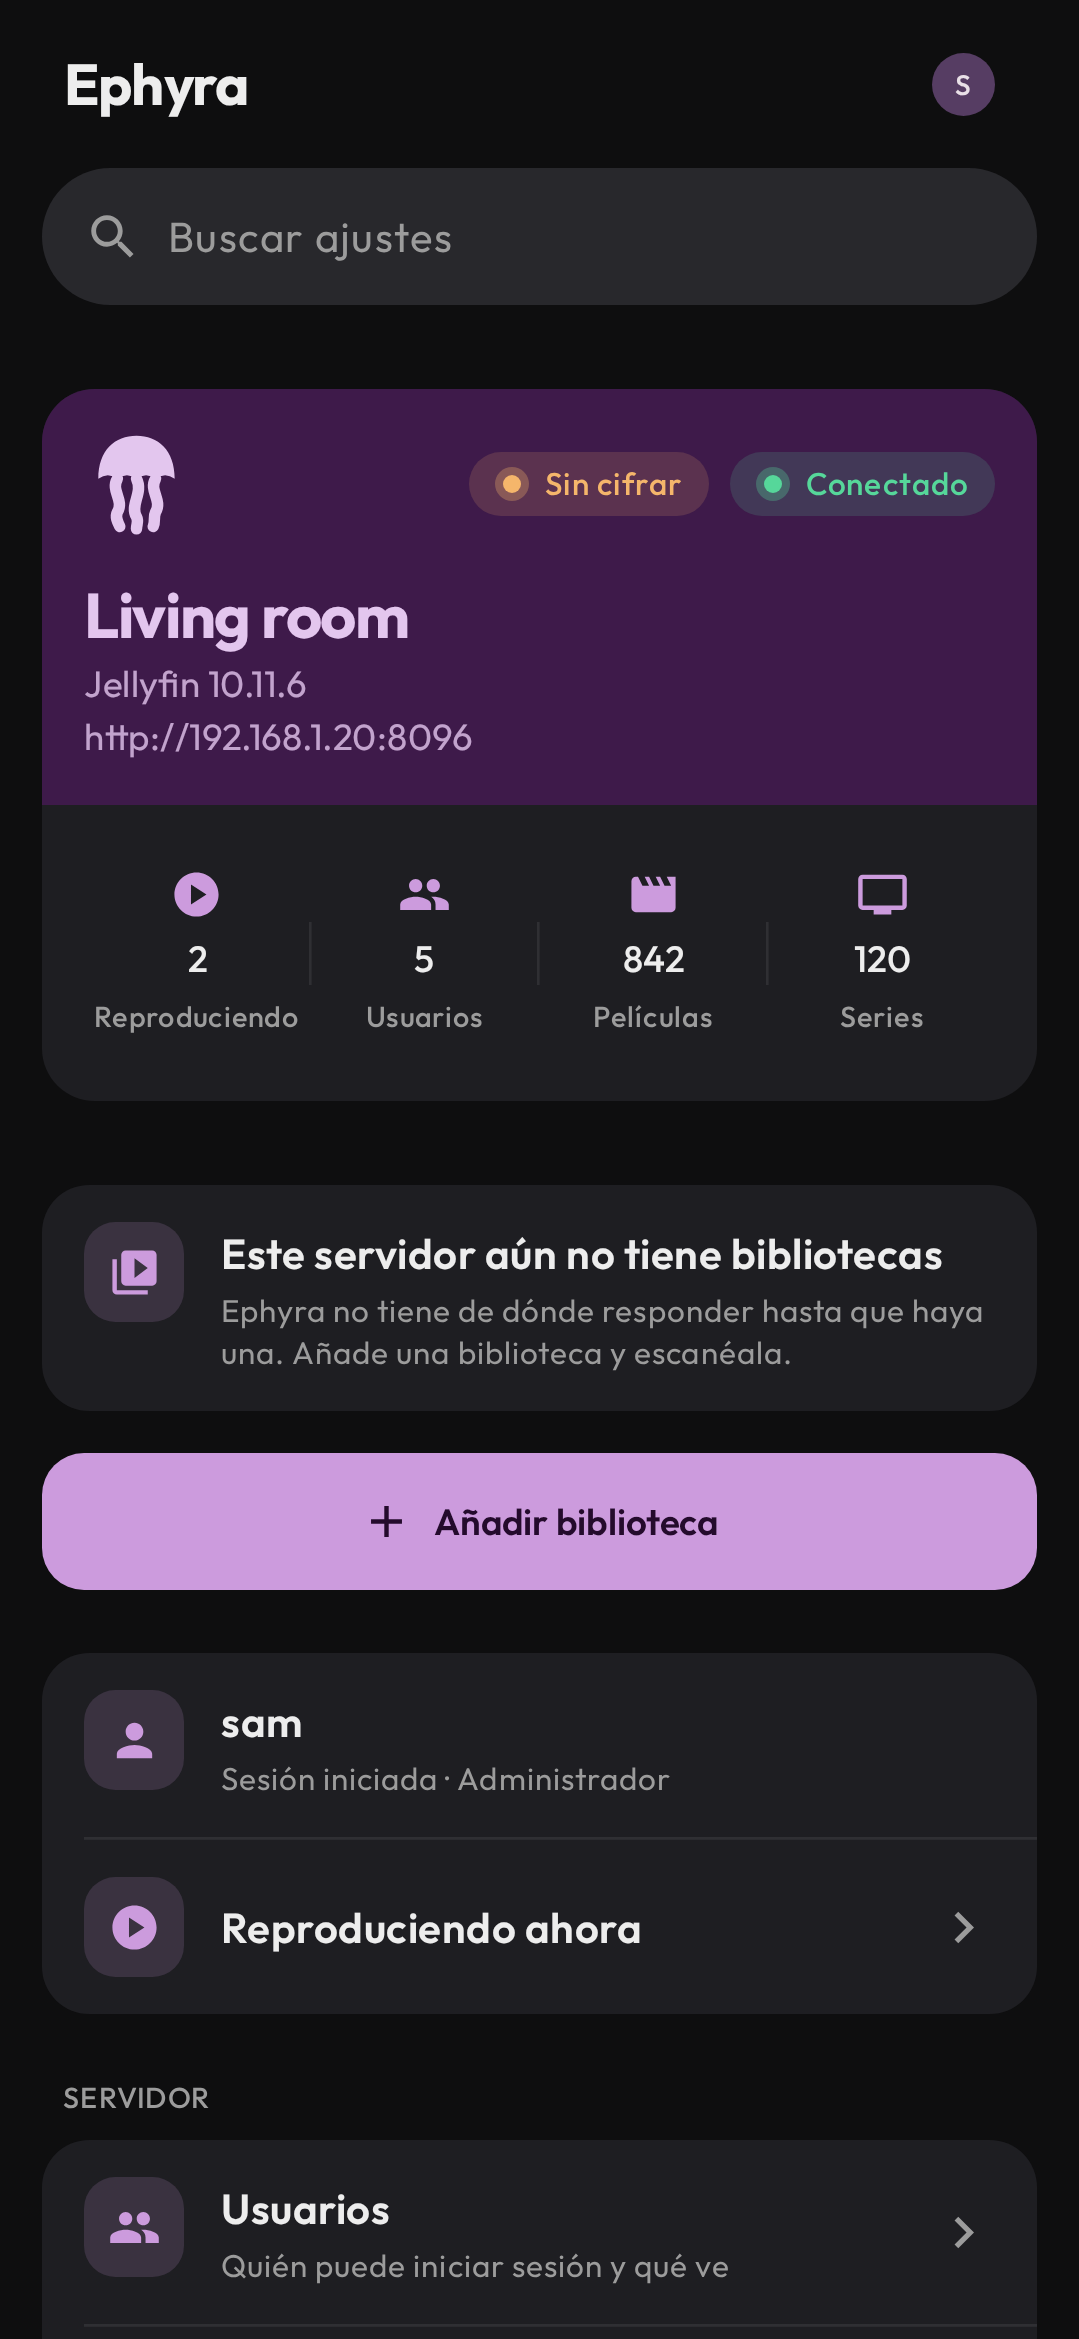 Ephyra
S
Buscar ajustes
Sin cifrar
Conectado
Living room
Jellyfin 10.11.6
http://192.168.1.20:8096
2
5
842
120
Reproduciendo
Usuarios
Películas
Series
Este servidor aún no tiene bibliotecas
Ephyra no tiene de dónde responder hasta que haya
una. Añade una biblioteca y escanéala.
Añadir biblioteca
sam
Sesión iniciada · Administrador
Reproduciendo ahora
SERVIDOR
Usuarios
Quién puede iniciar sesión y qué ve